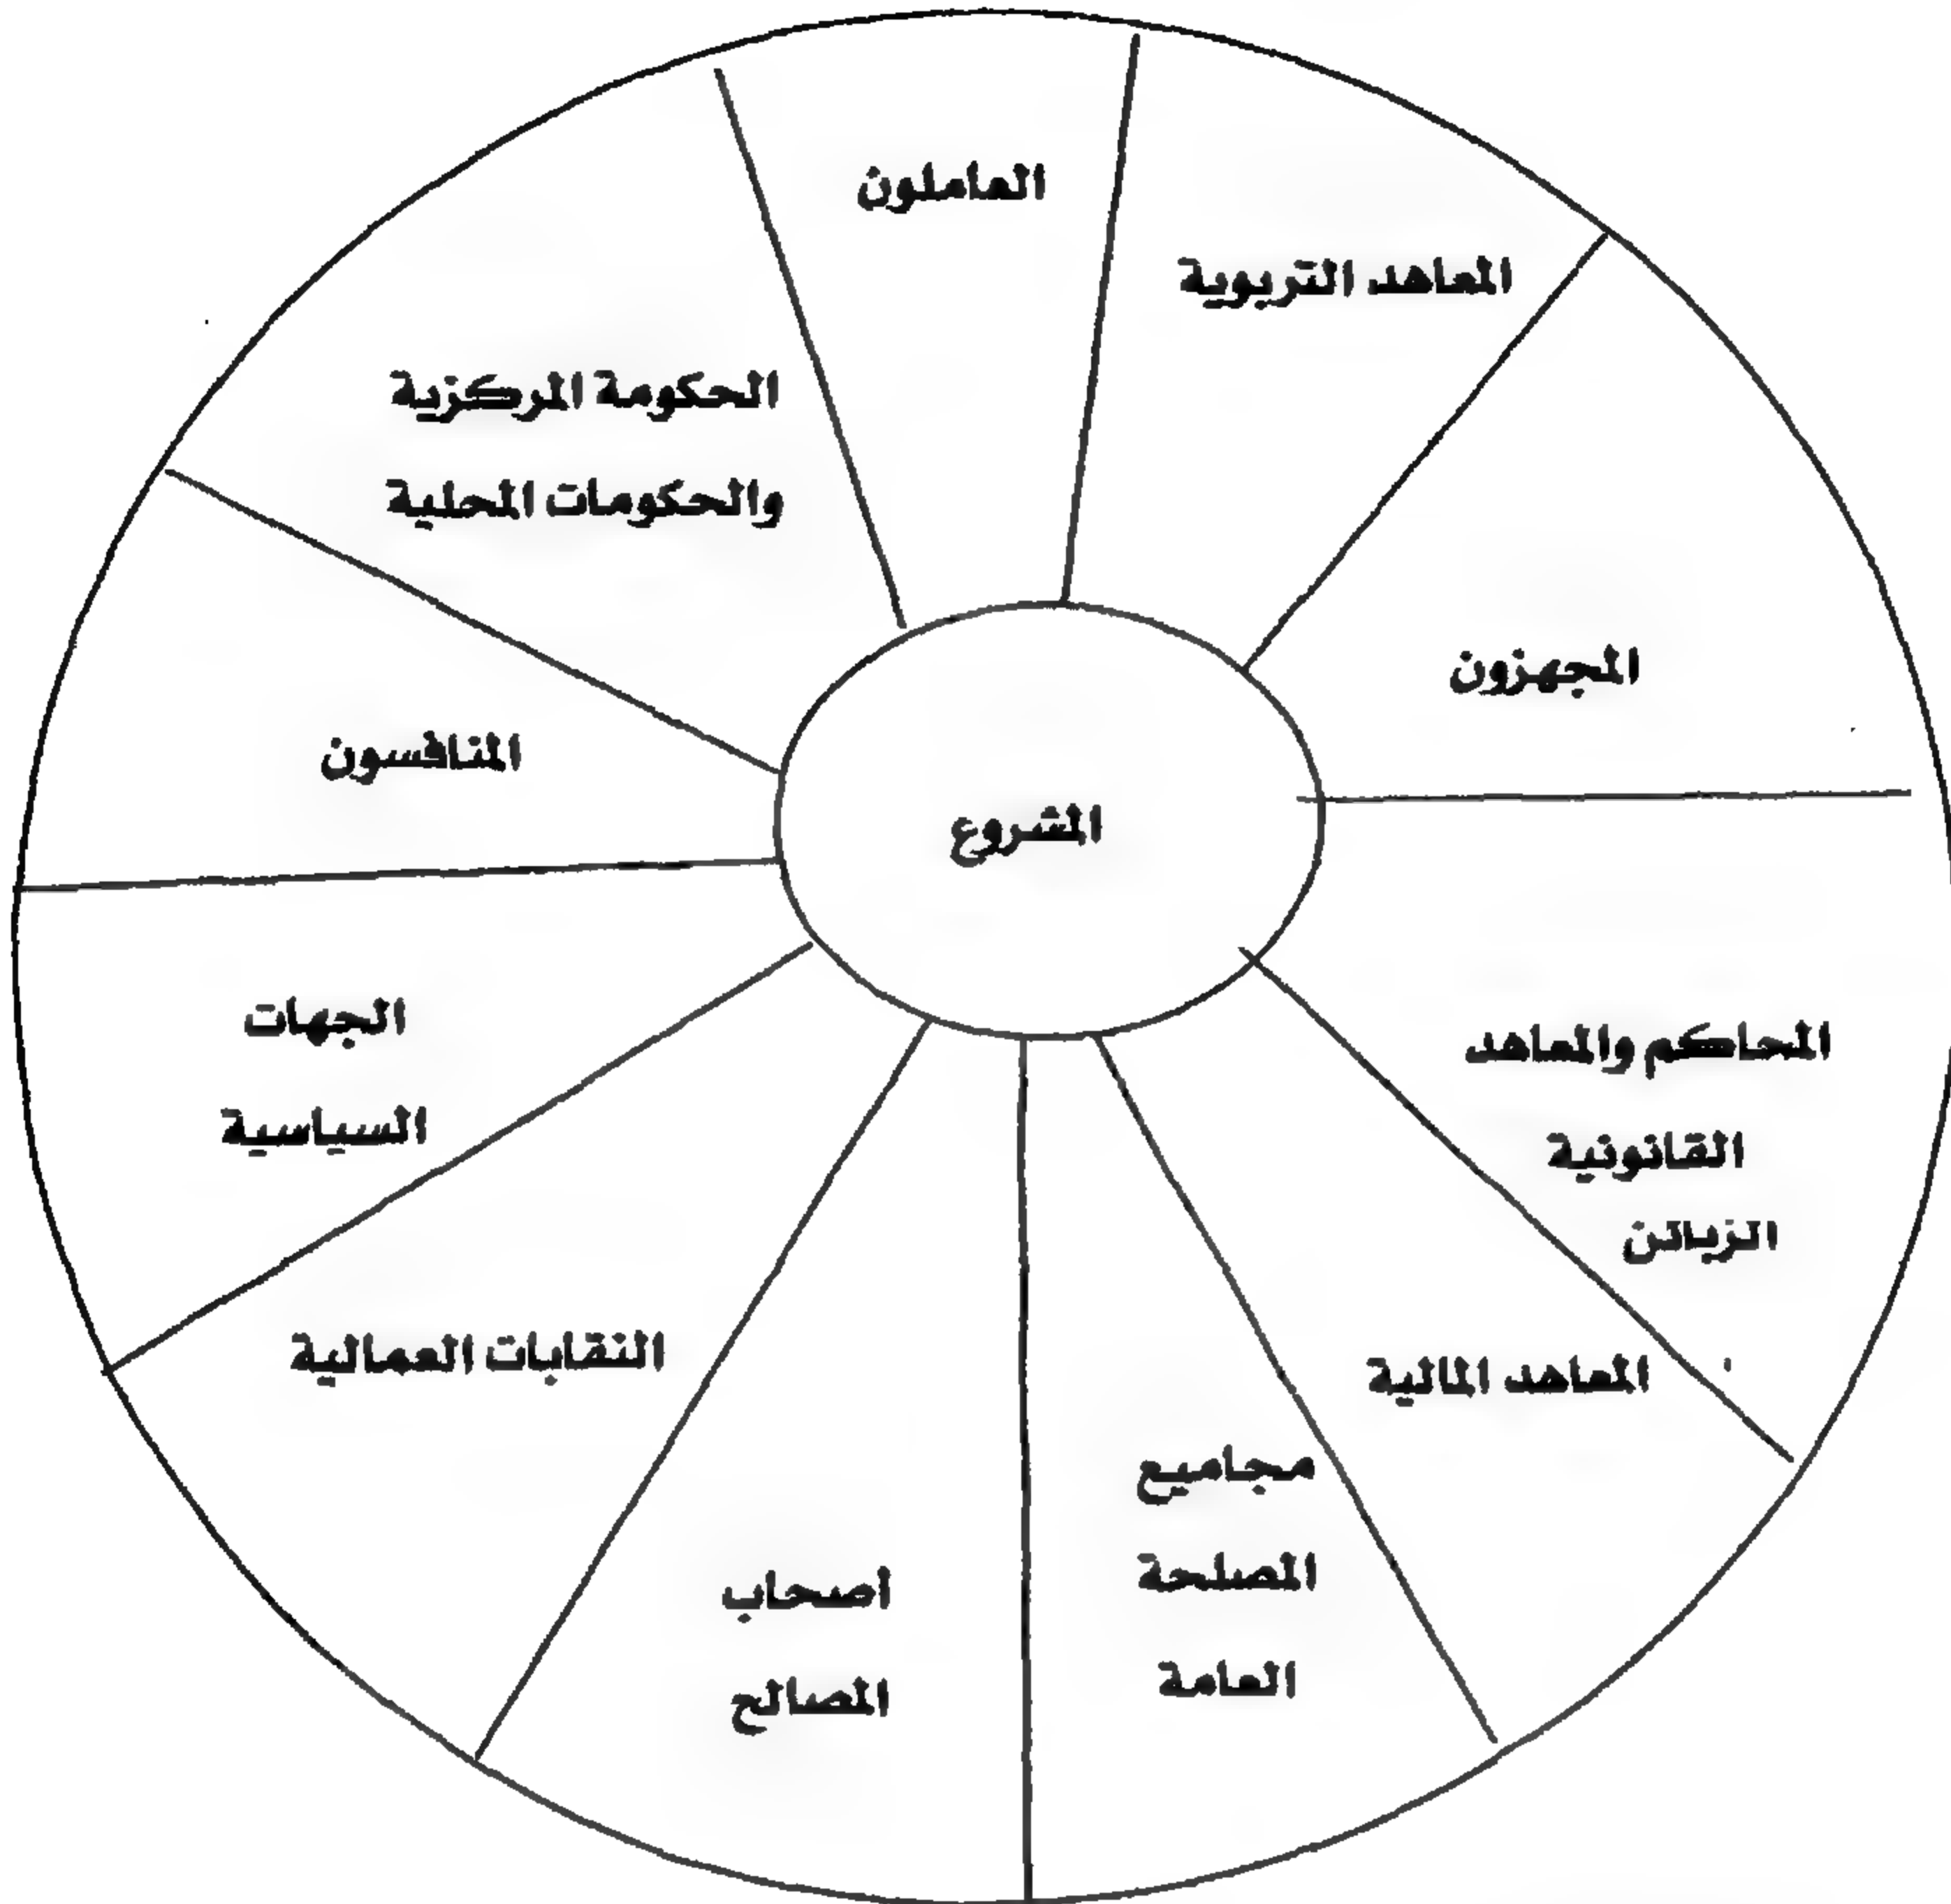 العاملون
المعاهد التربوية
الحكومة المركزية
والحكومات المحلية
المجهزون
المنافسون
المشروع
الجهات
السياسية
المحاكم والمعاهد
القانونية
الزبائن
النقابات العمالية
المعاهد المالية
مجاميع
المصلحة
العامة
اصحاب
المصالح